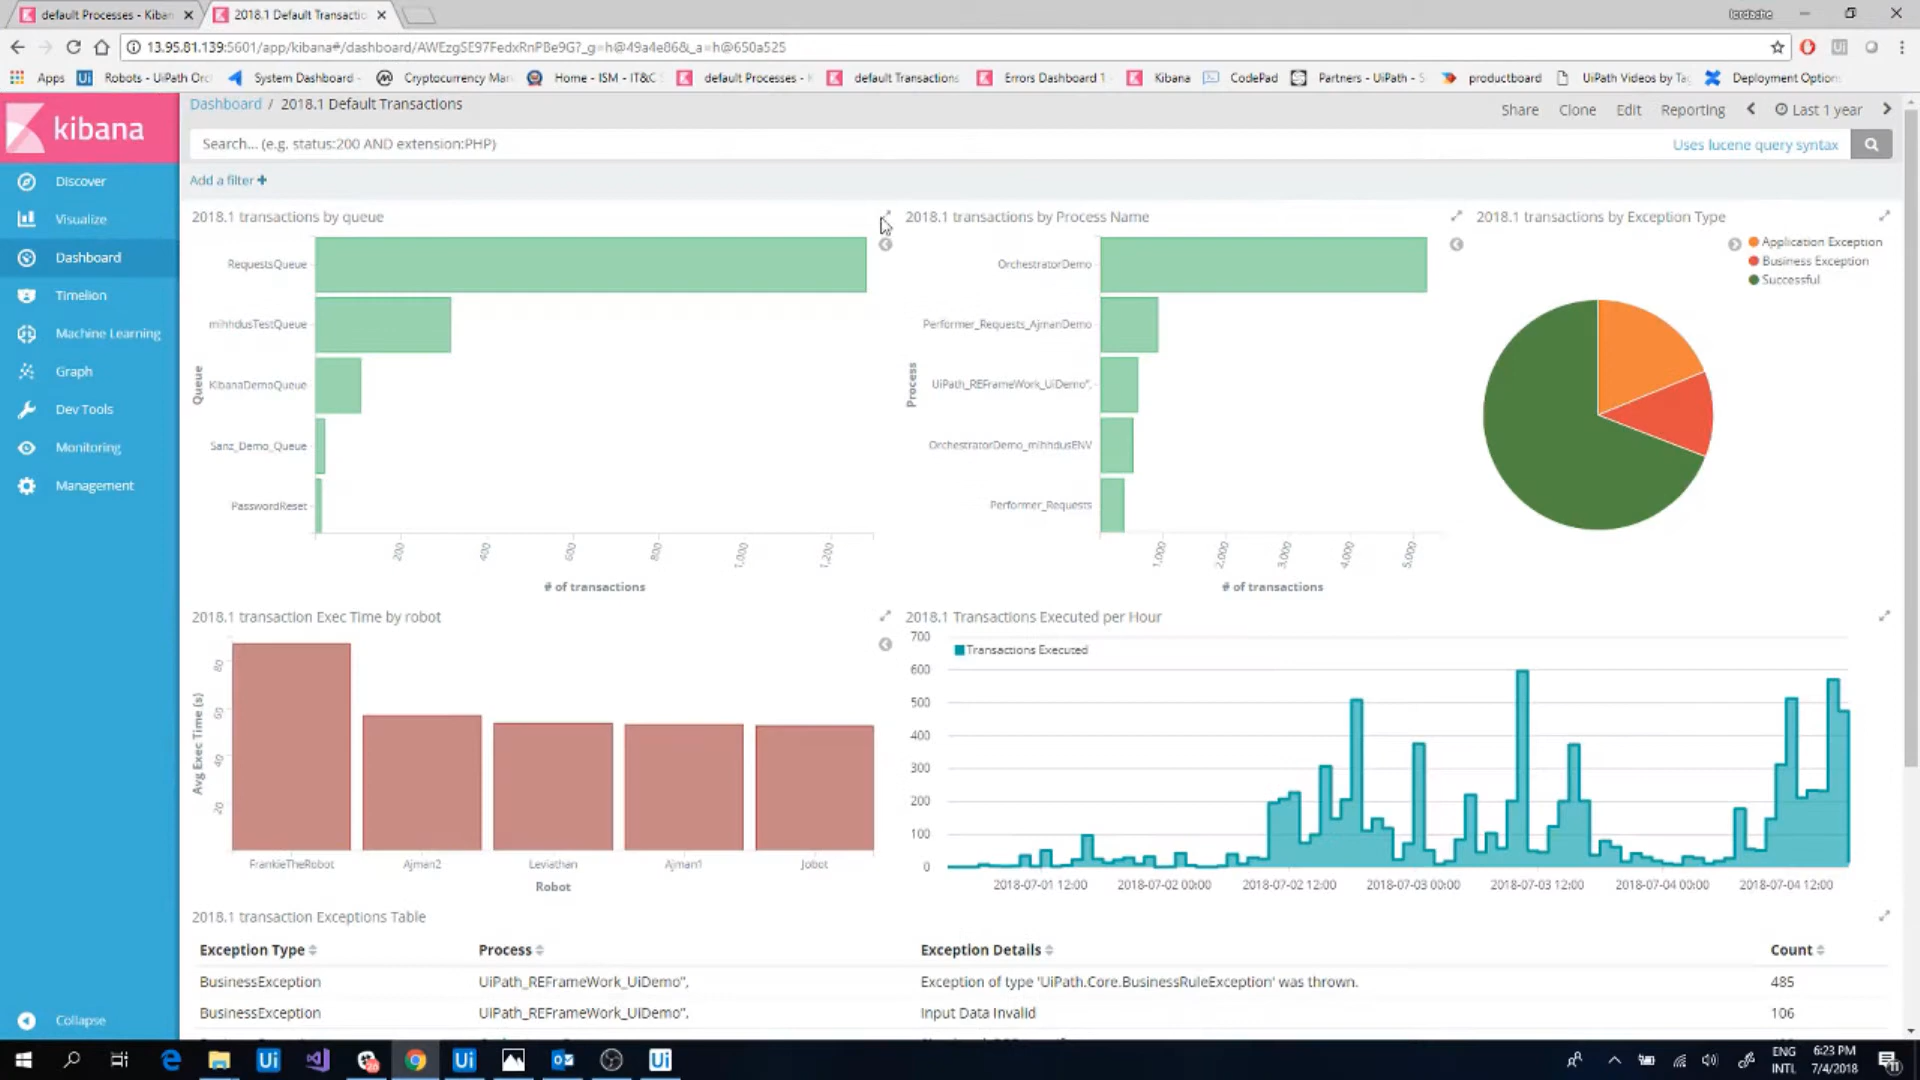 default Processes - Kiban
2018.1 Default Transactio
lardache
13.95.81.139:5601/app/kibana#/dashboard/AWEzgSE97FedxRnPBe9G?_g=h@49a4e86&_a=h@650a525
Apps
Robots - UiPath Orc
System Dashboard -
Cryptocurrency Mar
Home - ISM - IT&C
default Processes -
default Transactions
Errors Dashboard 1
Kibana
CodePad
Partners - UiPath - S
productboard
UiPath Videos by Ta
Deployment Option
kibana
Dashboard / 2018.1 Default Transactions
Share Clone Edit Reporting Last 1 year
Search... (e.g. status:200 AND extension:PHP)
Uses lucene query syntax
Add a filter +
Discover
Visualize
Dashboard
Timelion
Machine Learning
Graph
Dev Tools
Monitoring
Management
Collapse
2018.1 transactions by queue
RequestsQueue
mihhdusTestQueue
KibanaDemoQueue
Sanz_Demo_Queue
PasswordReset
Queue
200 400 600 800 1,000 1,200
# of transactions
2018.1 transactions by Process Name
OrchestratorDemo
Performer_Requests_AjmanDemo
UiPath_REFrameWork_UiDemo",
OrchestratorDemo_mihhdusENV
Performer_Requests
Process
1,000 2,000 3,000 4,000 5,000
# of transactions
2018.1 transactions by Exception Type
Application Exception
Business Exception
Successful
2018.1 transaction Exec Time by robot
80
60
40
20
Avg Exec Time (s)
FrankieTheRobot Ajman2 Leviathan Ajman1 Jobot
Robot
2018.1 Transactions Executed per Hour
Transactions Executed
700
600
500
400
300
200
100
0
2018-07-01 12:00 2018-07-02 00:00 2018-07-02 12:00 2018-07-03 00:00 2018-07-03 12:00 2018-07-04 00:00 2018-07-04 12:00
2018.1 transaction Exceptions Table
Exception Type Process Exception Details Count
BusinessException UiPath_REFrameWork_UiDemo", Exception of type 'UiPath.Core.BusinessRuleException' was thrown. 485
BusinessException UiPath_REFrameWork_UiDemo", Input Data Invalid 106
ENG
INTL
6:23 PM
7/4/2018